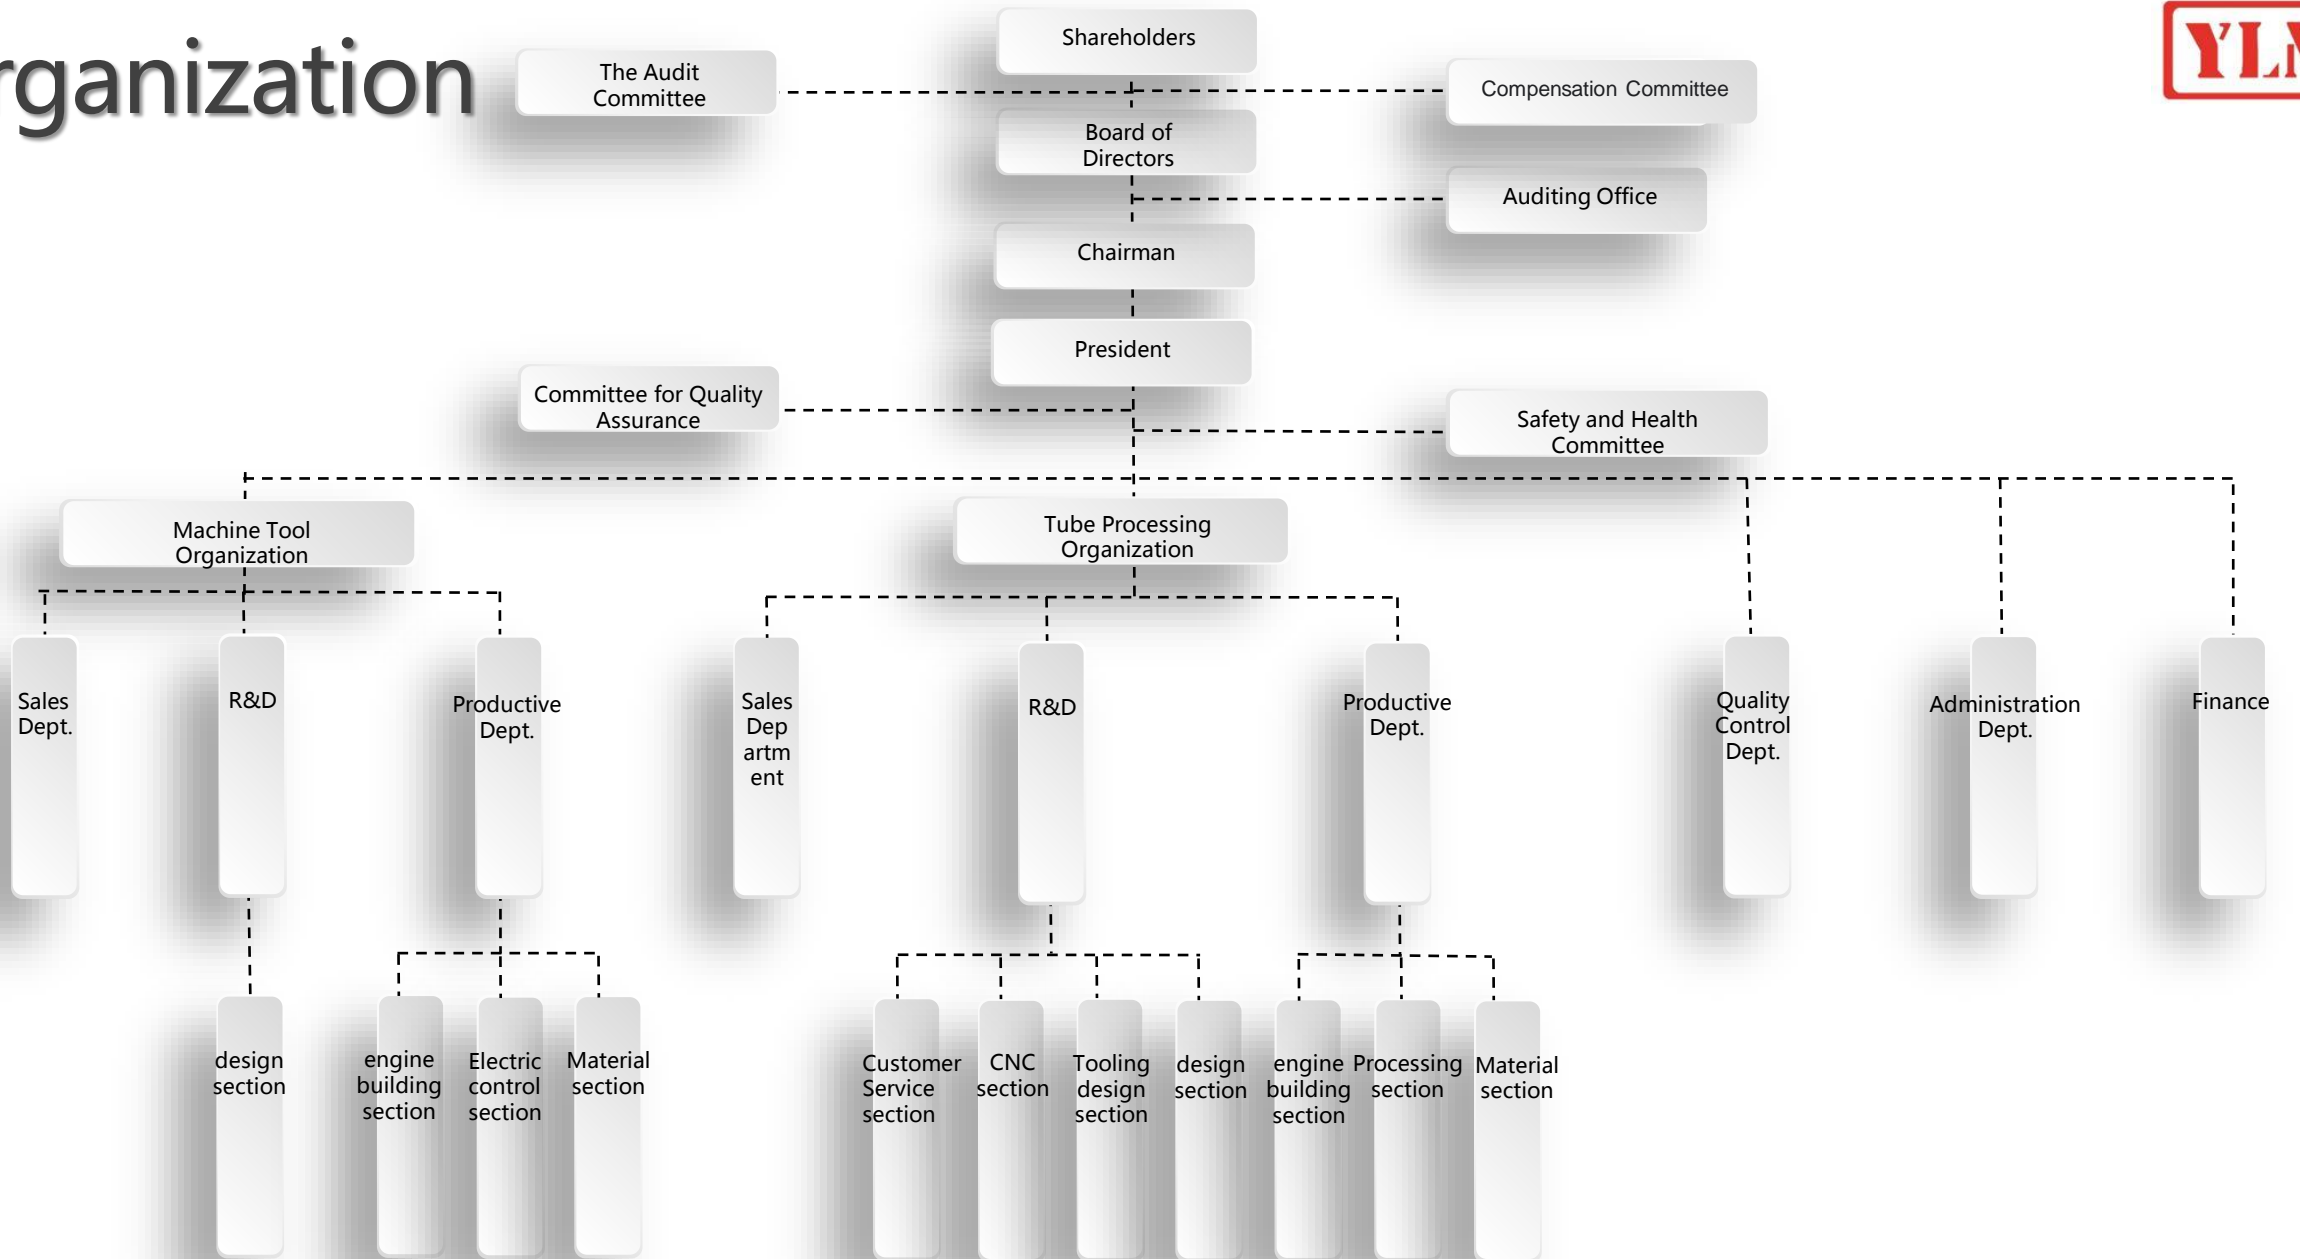 rganization
Shareholders
The Audit
Committee
Compensation Committee
Board of
Directors
Auditing Office
Chairman
President
Committee for Quality
Assurance
Safety and Health
Committee
Machine Tool
Organization
Tube Processing
Organization
Sales
Dept.
R&D
Productive
Dept.
Sales
Dep
artm
ent
R&D
Productive
Dept.
Quality
Control
Dept.
Administration
Dept.
Finance
design
section
engine
building
section
Electric
control
section
Material
section
Customer
Service
section
CNC
section
Tooling
design
section
design
section
engine
building
section
Processing
section
Material
section